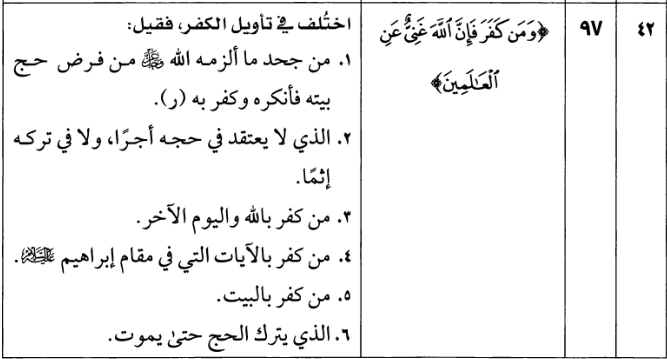 ٤٢
٩٧
﴿وَمَن كَفَرَ فَإِنَّ ٱللَّهَ غَنِيٌّ عَنِ
ٱلۡعَٰلَمِينَ﴾
اختُلف في تأويل الكفر، فقيل:
١. من جحد ما ألزمه الله ﷻ من فرض حج
بيته فأنكره وكفر به (ر).
٢. الذي لا يعتقد في حجه أجرًا، ولا في تركه
إثمًا.
٣. من كفر بالله واليوم الآخر.
٤. من كفر بالآيات التي في مقام إبراهيم عليه السلام.
٥. من كفر بالبيت.
٦. الذي يترك الحج حتىٰ يموت.